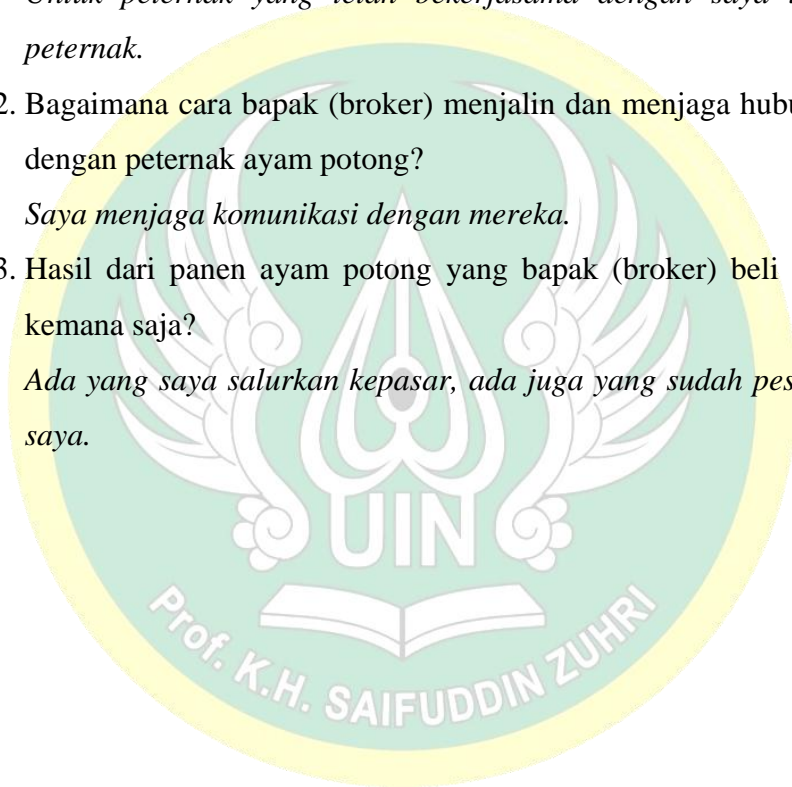 Untuk peternak yang telah bekerjasama dengan saya
peternak.
2. Bagaimana cara bapak (broker) menjalin dan menjaga hubu
dengan peternak ayam potong?
Saya menjaga komunikasi dengan mereka.
3. Hasil dari panen ayam potong yang bapak (broker) beli
kemana saja?
Ada yang saya salurkan kepasar, ada juga yang sudah pes
saya.
UIN
Prof. K.H. SAIFUDDIN ZUHRI